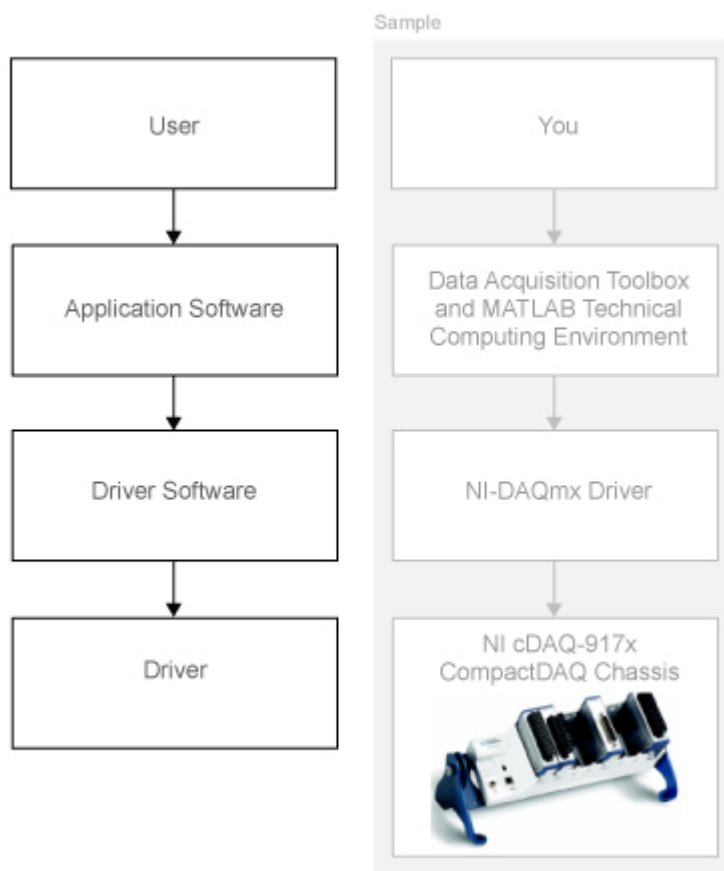 Sample
User
You
Application Software
Data Acquisition Toolbox
and MATLAB Technical
Computing Environment
Driver Software
NI-DAQmx Driver
Driver
NI cDAQ-917x
CompactDAQ Chassis